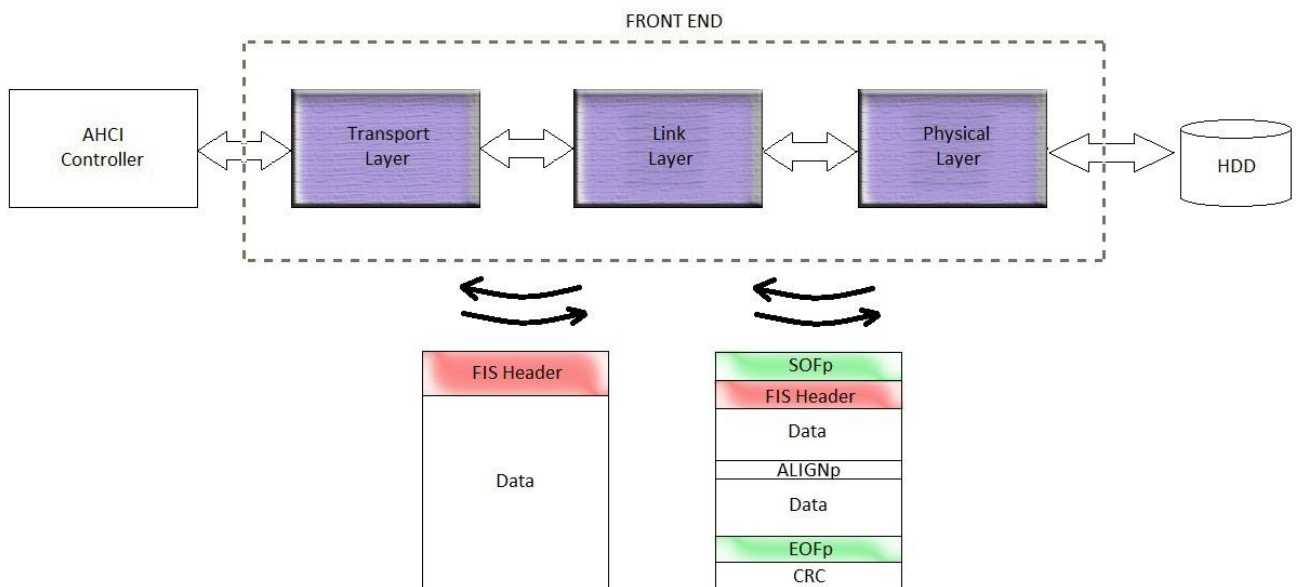 FRONT END
AHCI
Controller
Transport
Layer
Link
Layer
Physical
Layer
HDD
FIS Header
Data
SOFp
FIS Header
Data
ALIGNp
Data
EOFp
CRC